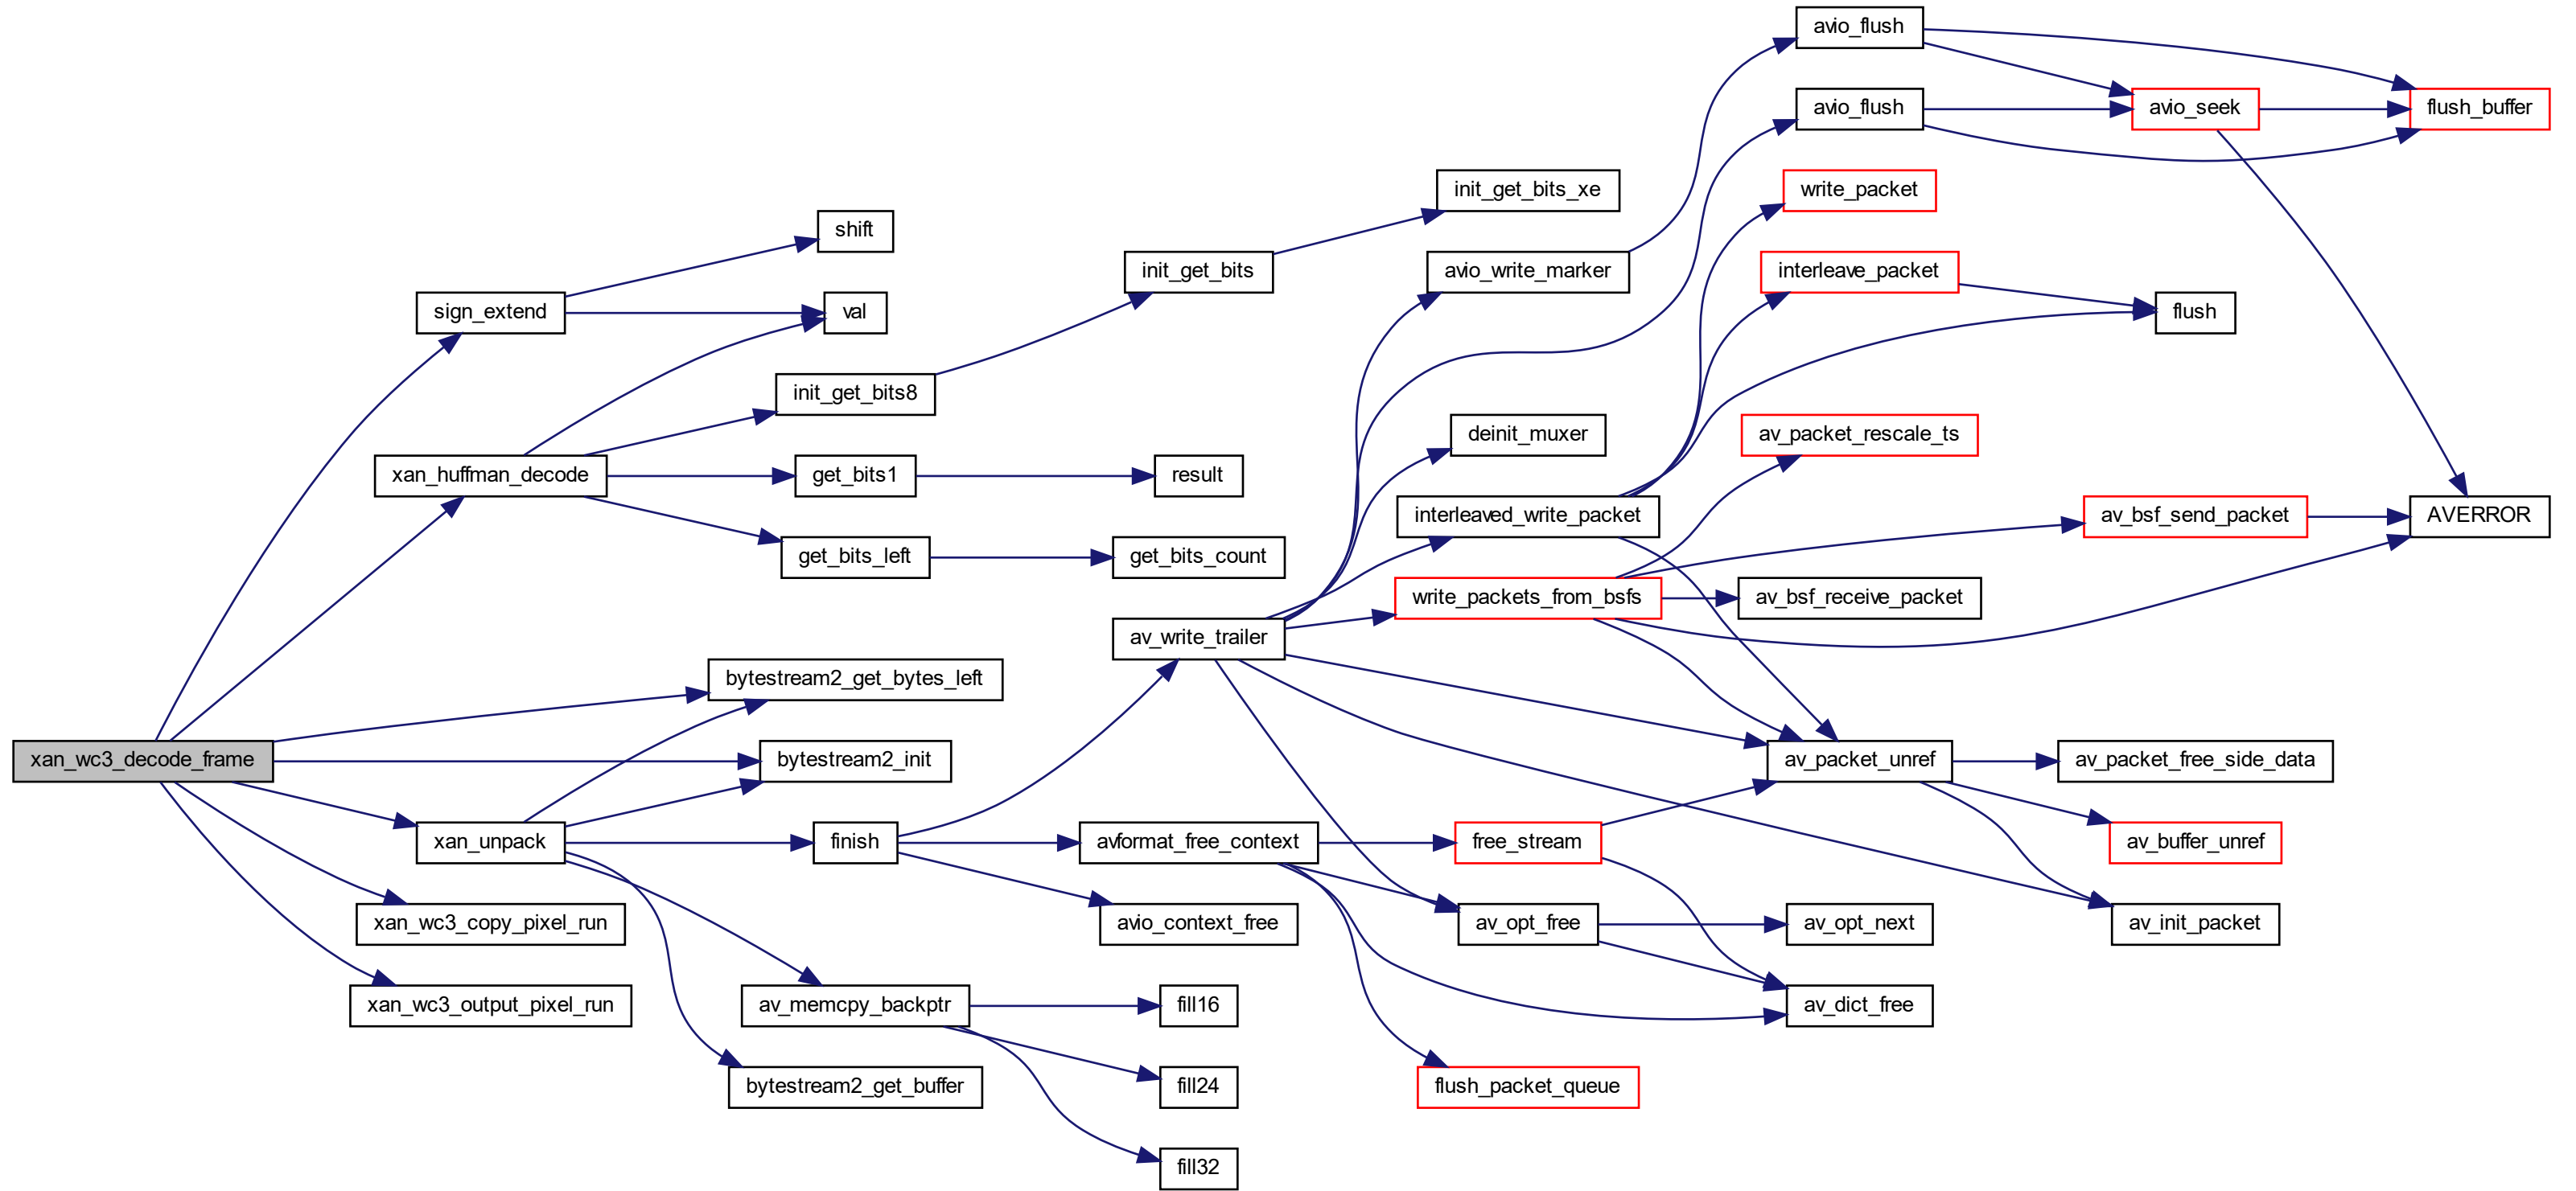 avio_flush
avio_flush
avio_seek
flush_buffer
init_get_bits_xe
write_packet
shift
init_get_bits
avio_write_marker
interleave_packet
sign_extend
val
flush
init_get_bits8
deinit_muxer
av_packet_rescale_ts
xan_huffman_decode
get_bits1
result
interleaved_write_packet
av_bsf_send_packet
AVERROR
get_bits_left
get_bits_count
write_packets_from_bsfs
av_bsf_receive_packet
av_write_trailer
bytestream2_get_bytes_left
xan_wc3_decode_frame
bytestream2_init
av_packet_unref
av_packet_free_side_data
xan_unpack
finish
avformat_free_context
free_stream
av_buffer_unref
xan_wc3_copy_pixel_run
avio_context_free
av_opt_free
av_opt_next
av_init_packet
xan_wc3_output_pixel_run
av_memcpy_backptr
fill16
av_dict_free
bytestream2_get_buffer
fill24
flush_packet_queue
fill32